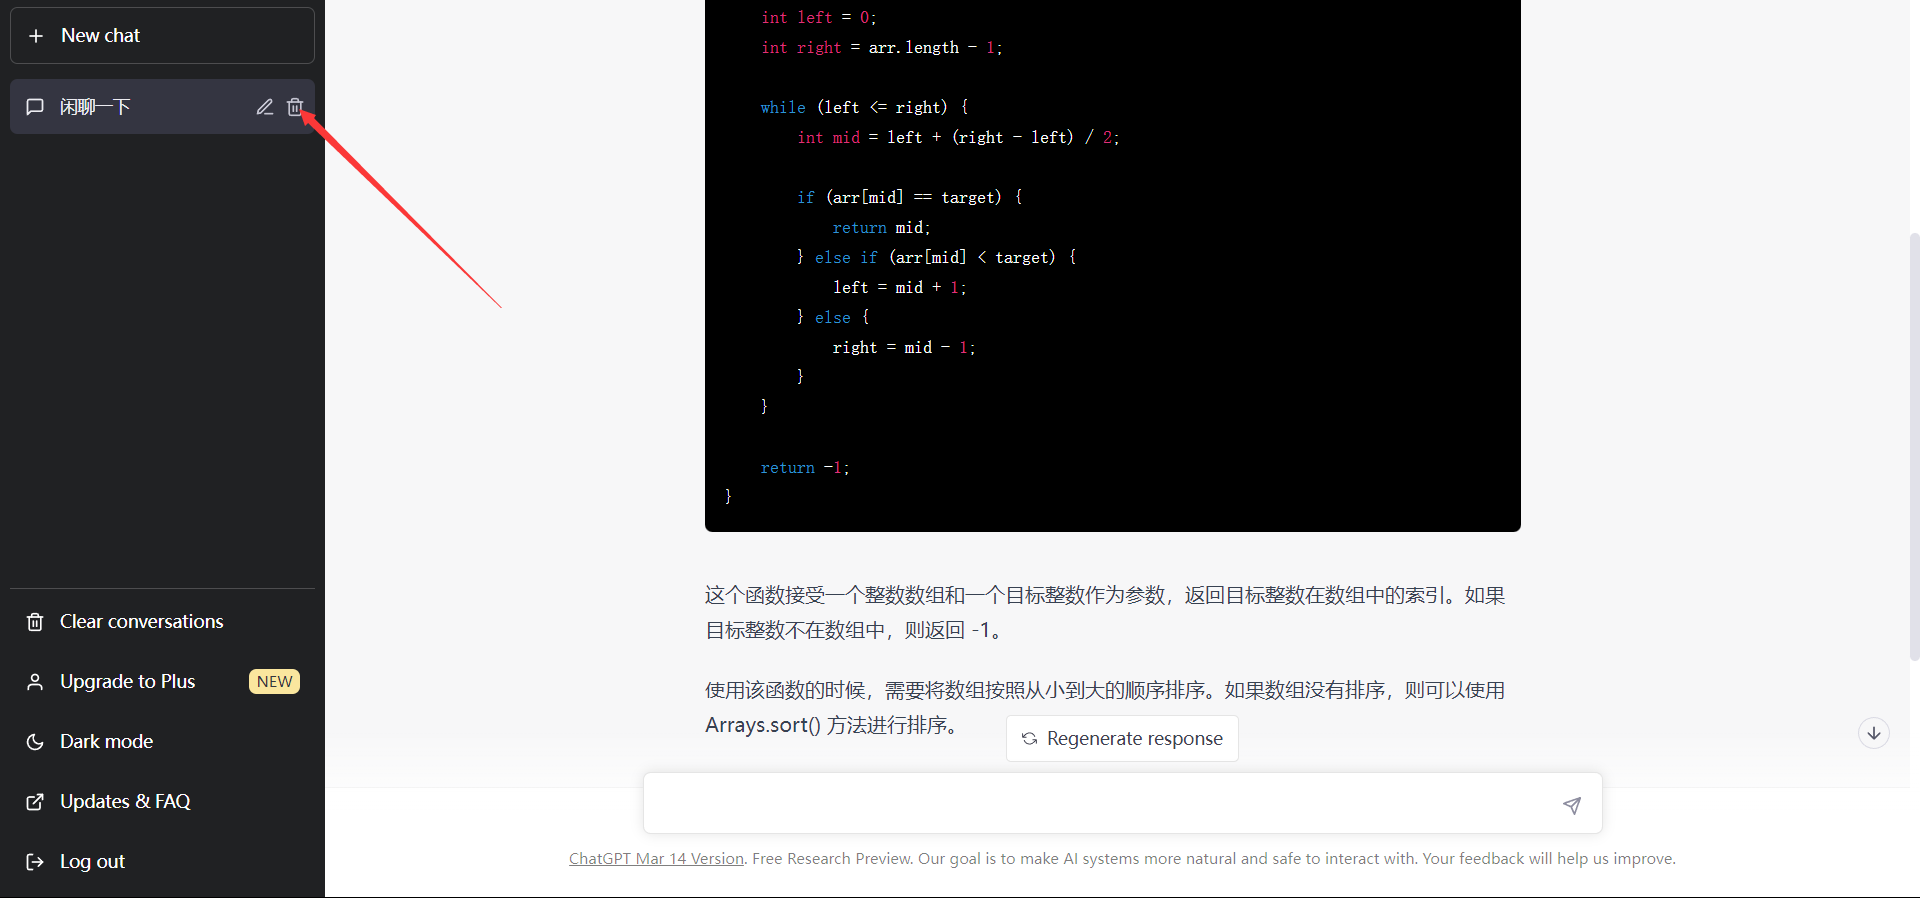 New chat
闲聊一下
Clear conversations
Upgrade to Plus NEW
Dark mode
Updates & FAQ
Log out
int left = 0;
int right = arr.length - 1;
while (left <= right) {
int mid = left + (right - left) / 2;
if (arr[mid] == target) {
return mid;
} else if (arr[mid] < target) {
left = mid + 1;
} else {
right = mid - 1;
}
}
return -1;
}
这个函数接受一个整数数组和一个目标整数作为参数，返回目标整数在数组中的索引。如果
目标整数不在数组中，则返回 -1。
使用该函数的时候，需要将数组按照从小到大的顺序排序。如果数组没有排序，则可以使用
Arrays.sort() 方法进行排序。
Regenerate response
ChatGPT Mar 14 Version. Free Research Preview. Our goal is to make AI systems more natural and safe to interact with. Your feedback will help us improve.